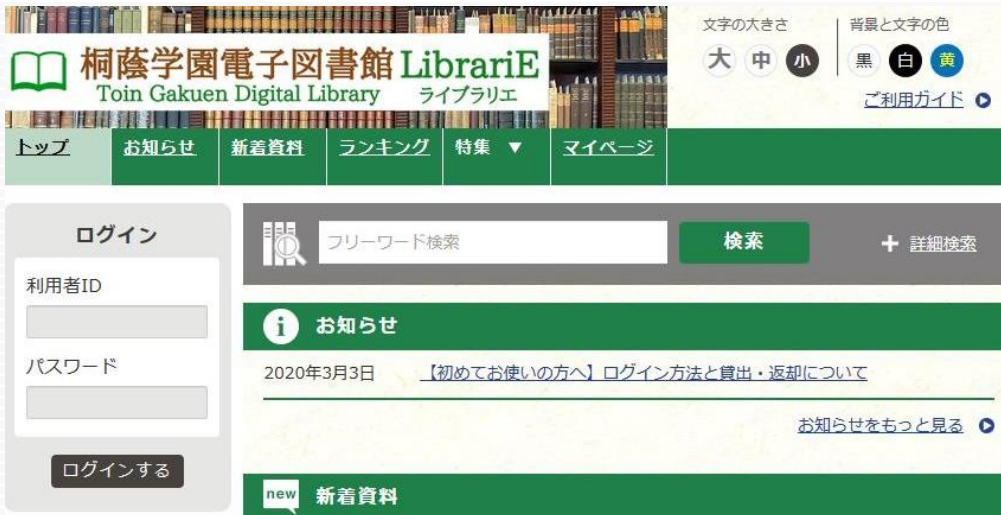 桐蔭学園電子図書館 LibrariE
Toin Gakuen Digital Library ライブラリエ
文字の大きさ
大 中 小
背景と文字の色
黒 白 黄
ご利用ガイド
トップ お知らせ 新着資料 ランキング 特集 ▼ マイページ
ログイン
利用者ID
パスワード
ログインする
フリーワード検索 検索 + 詳細検索
i お知らせ
2020年3月3日 【初めてお使いの方へ】ログイン方法と貸出・返却について
お知らせをもっと見る
new 新着資料